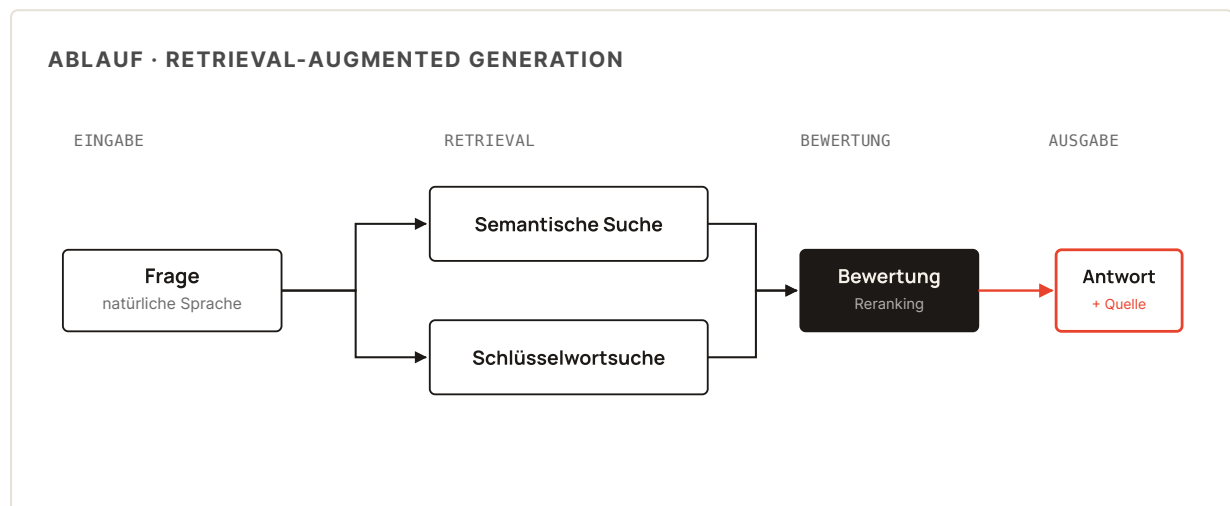 ABLAUF · RETRIEVAL-AUGMENTED GENERATION
EINGABE
RETRIEVAL
BEWERTUNG
AUSGABE
Frage
natürliche Sprache
Semantische Suche
Schlüsselwortsuche
Bewertung
Reranking
Antwort
+ Quelle